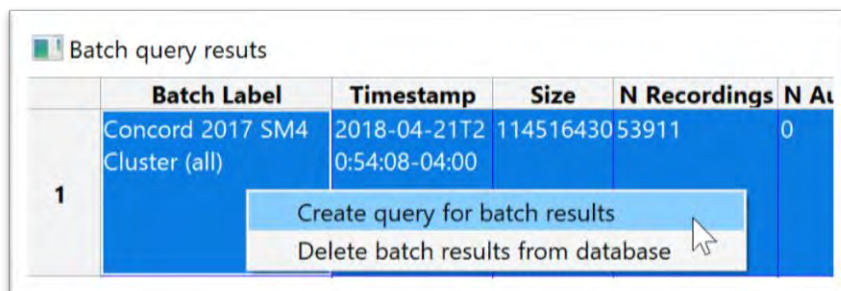 Batch query resuts
Batch Label Timestamp Size N Recordings N Au
1 Concord 2017 SM4 2018-04-21T2 114516430 53911 0
Cluster (all) 0:54:08-04:00
Create query for batch results
Delete batch results from database